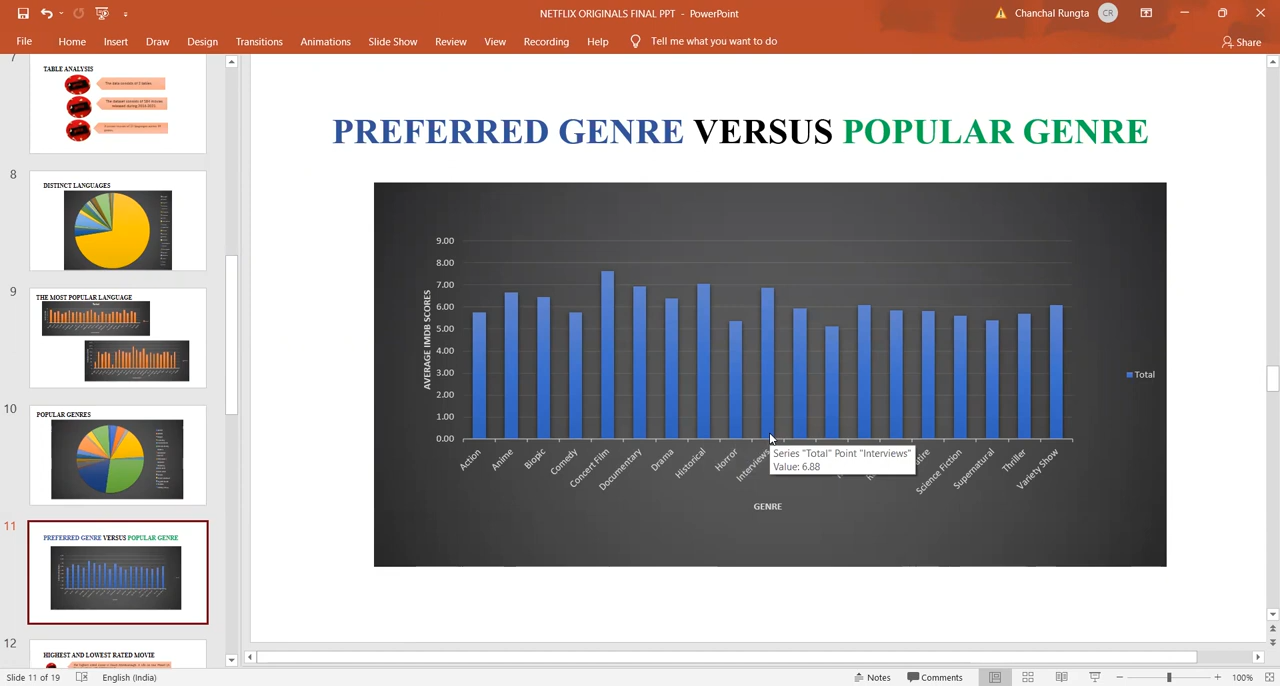 NETFLIX ORIGINALS FINAL PPT - PowerPoint
Chanchal Rungta
CR
File Home Insert Draw Design Transitions Animations Slide Show Review View Recording Help Tell me what you want to do
Share
7
TABLE ANALYSIS
8
DISTINCT LANGUAGES
9
THE MOST POPULAR LANGUAGE
10
POPULAR GENRES
11
PREFERRED GENRE VERSUS POPULAR GENRE
12
HIGHEST AND LOWEST RATED MOVIE
PREFERRED GENRE VERSUS POPULAR GENRE
9.00
8.00
7.00
6.00
5.00
4.00
3.00
2.00
1.00
0.00
AVERAGE IMDB SCORES
Action
Anime
Biopic
Comedy
Concert Film
Documentary
Drama
Historical
Horror
Interviews
Science Fiction
Supernatural
Thriller
Variety Show
GENRE
Total
Series "Total" Point "Interviews"
Value: 6.88
Slide 11 of 19 English (India) Notes Comments 100%